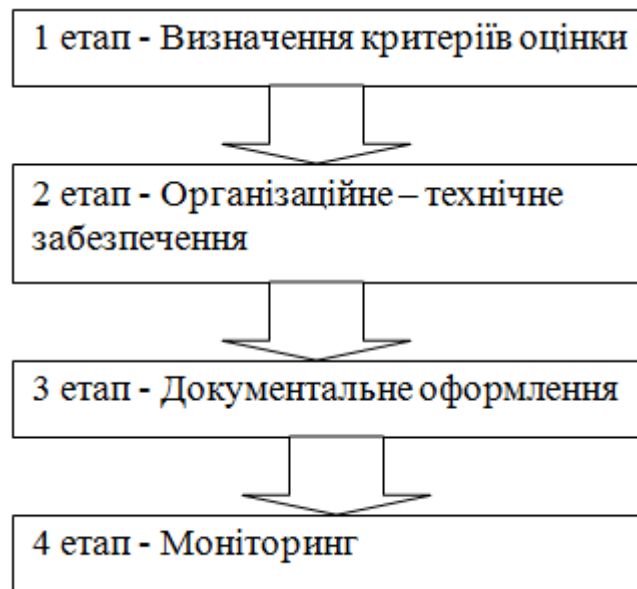 1 етап - Визначення критеріїв оцінки
2 етап - Організаційне – технічне
забезпечення
3 етап - Документальне оформлення
4 етап - Моніторинг